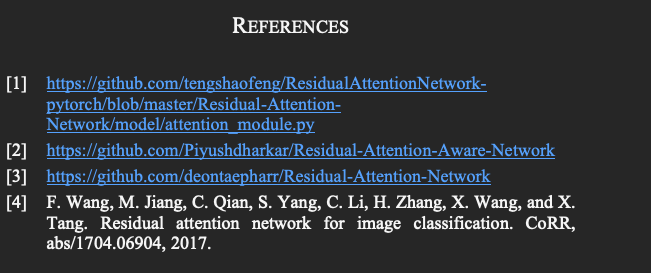 REFERENCES
[1] https://github.com/tengshaofeng/ResidualAttentionNetwork-
pytorch/blob/master/Residual-Attention-
Network/model/attention_module.py
[2] https://github.com/Piyushdharkar/Residual-Attention-Aware-Network
[3] https://github.com/deontaepharr/Residual-Attention-Network
[4] F. Wang, M. Jiang, C. Qian, S. Yang, C. Li, H. Zhang, X. Wang, and X.
Tang. Residual attention network for image classification. CoRR,
abs/1704.06904, 2017.